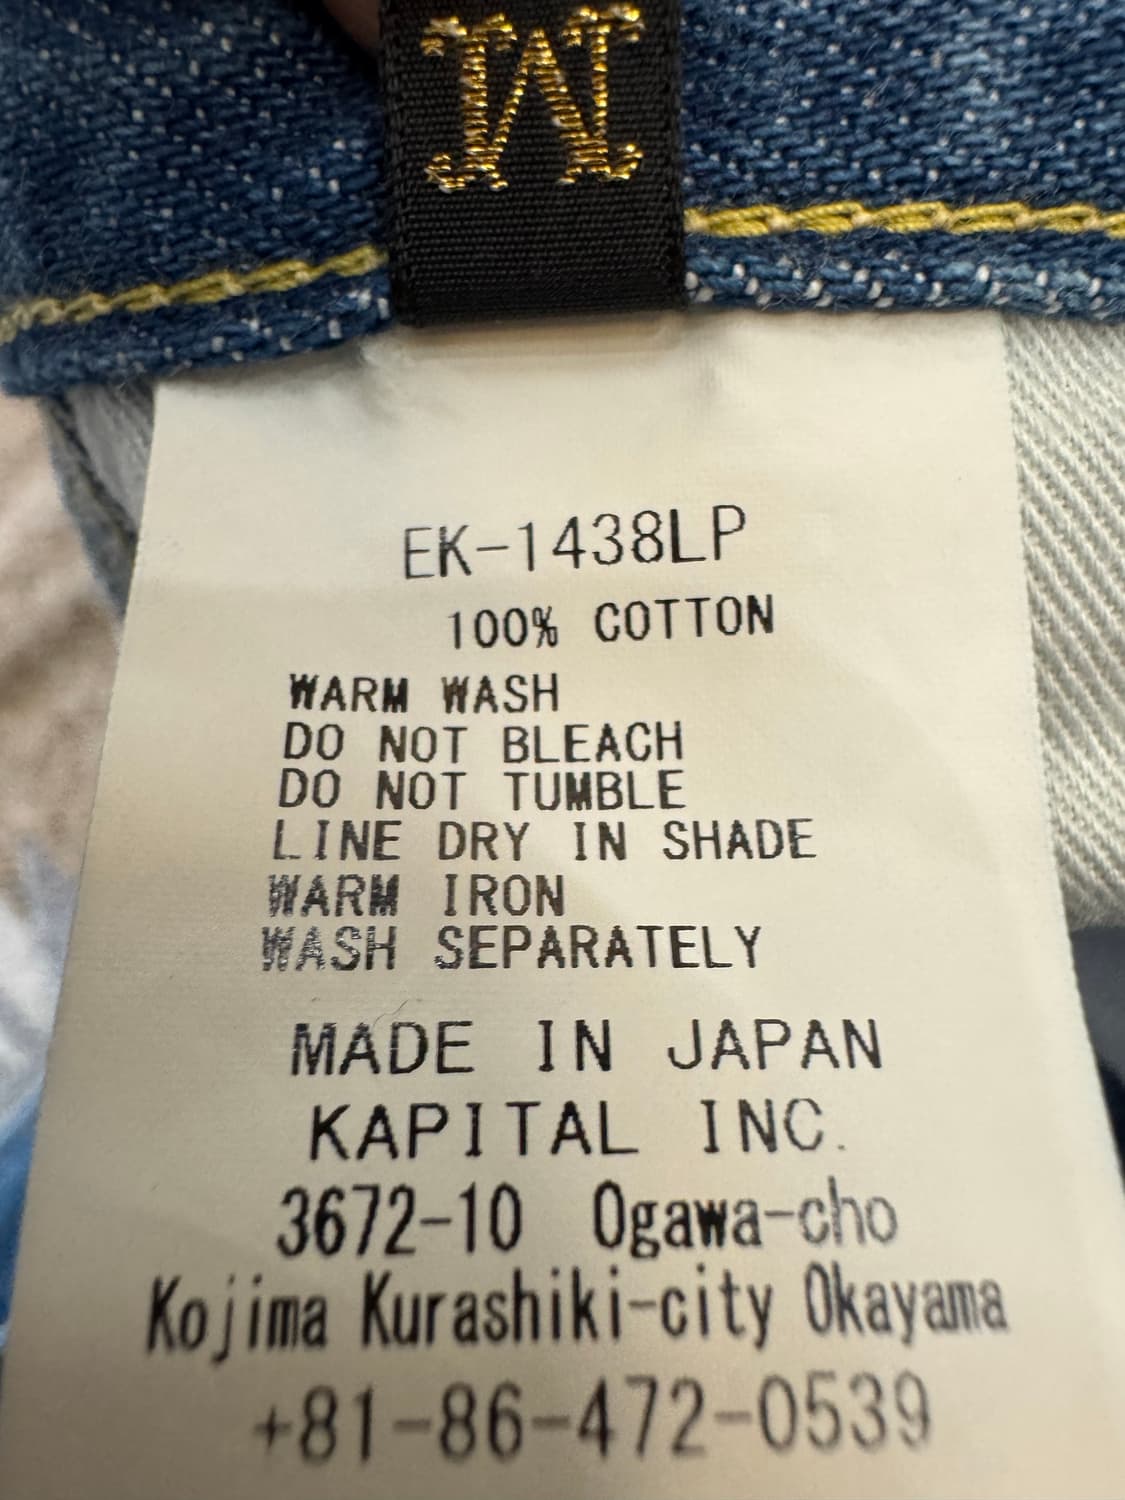 M
EK-1438LP
100% COTTON
WARM WASH
DO NOT BLEACH
DO NOT TUMBLE
LINE DRY IN SHADE
WARM IRON
WASH SEPARATELY
MADE IN JAPAN
KAPITAL INC.
3672-10 Ogawa-cho
Kojima Kurashiki-city Okayama
+81-86-472-0539